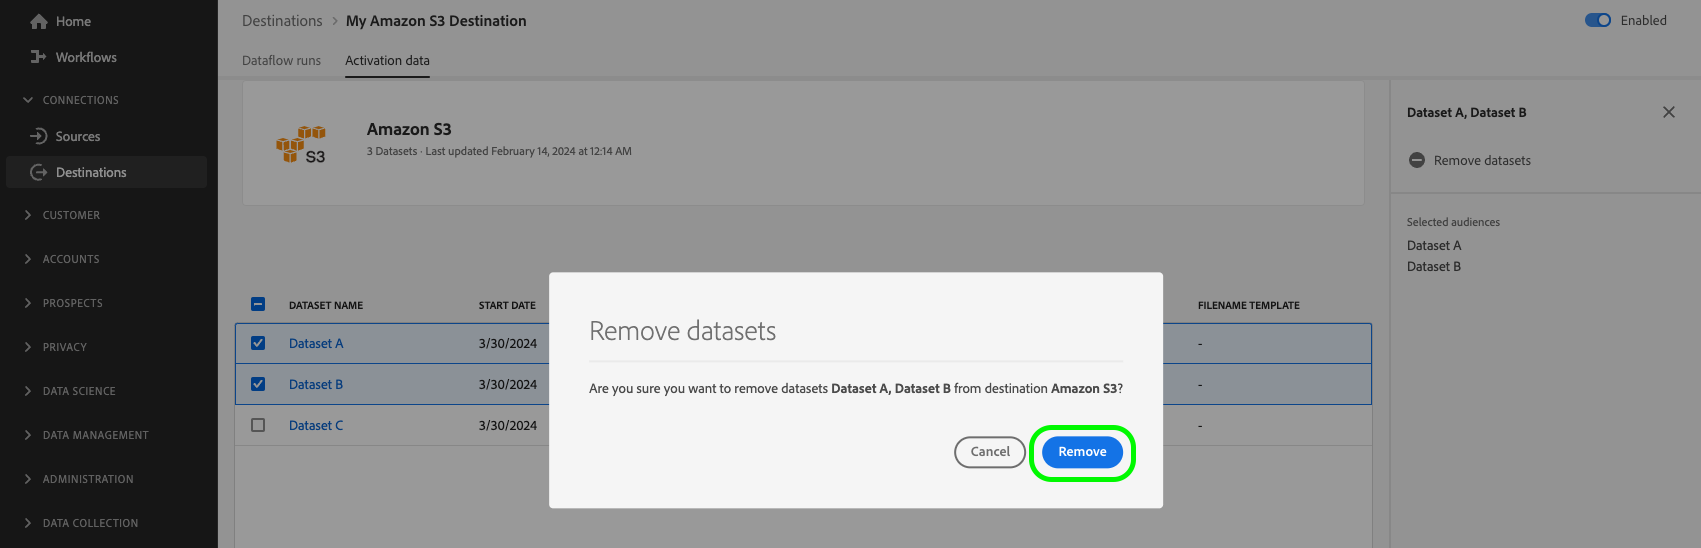 Home
Workflows
CONNECTIONS
Sources
Destinations
CUSTOMER
ACCOUNTS
PROSPECTS
PRIVACY
DATA SCIENCE
DATA MANAGEMENT
ADMINISTRATION
DATA COLLECTION
Destinations > My Amazon S3 Destination
Enabled
Dataflow runs Activation data
S3
Amazon S3
3 Datasets · Last updated February 14, 2024 at 12:14 AM
DATASET NAME START DATE FILENAME TEMPLATE
Dataset A 3/30/2024 -
Dataset B 3/30/2024 -
Dataset C 3/30/2024 -
Remove datasets
Are you sure you want to remove datasets Dataset A, Dataset B from destination Amazon S3?
Cancel Remove
Dataset A, Dataset B
Remove datasets
Selected audiences
Dataset A
Dataset B